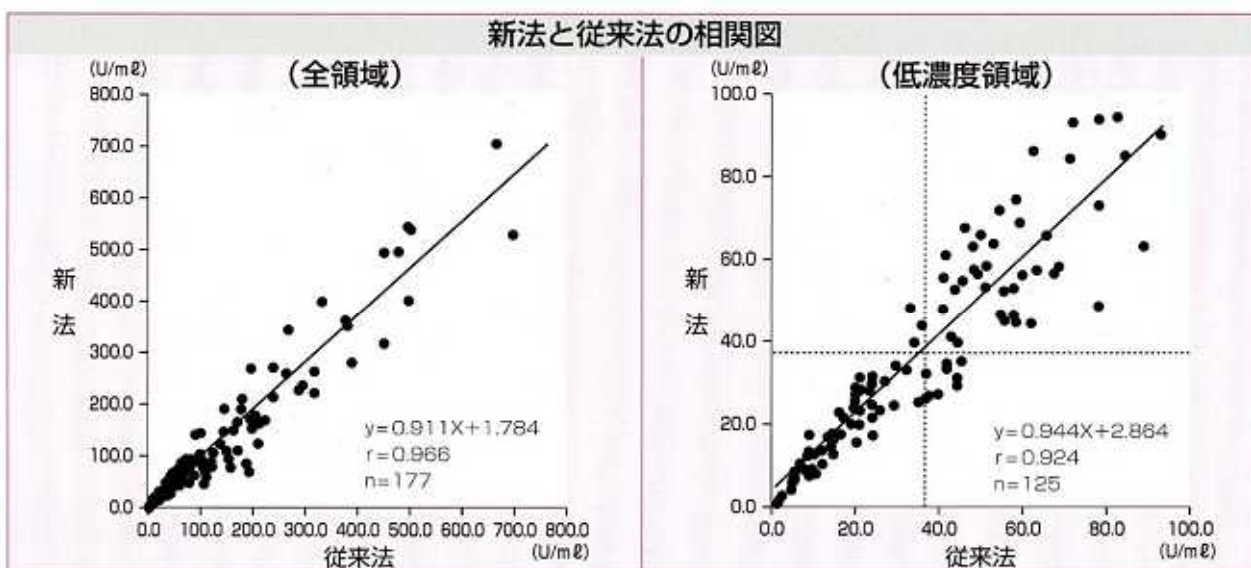 新法と従来法の相関図
(全領域)
(U/mℓ)
800.0
700.0
600.0
500.0
400.0
300.0
200.0
100.0
0.0
新法
y=0.911X+1.784
r=0.966
n=177
0.0 100.0 200.0 300.0 400.0 500.0 600.0 700.0 800.0
従来法
(U/mℓ)
(低濃度領域)
(U/mℓ)
100.0
80.0
60.0
40.0
20.0
0.0
新法
y=0.944X+2.864
r=0.924
n=125
0.0 20.0 40.0 60.0 80.0 100.0
従来法
(U/mℓ)